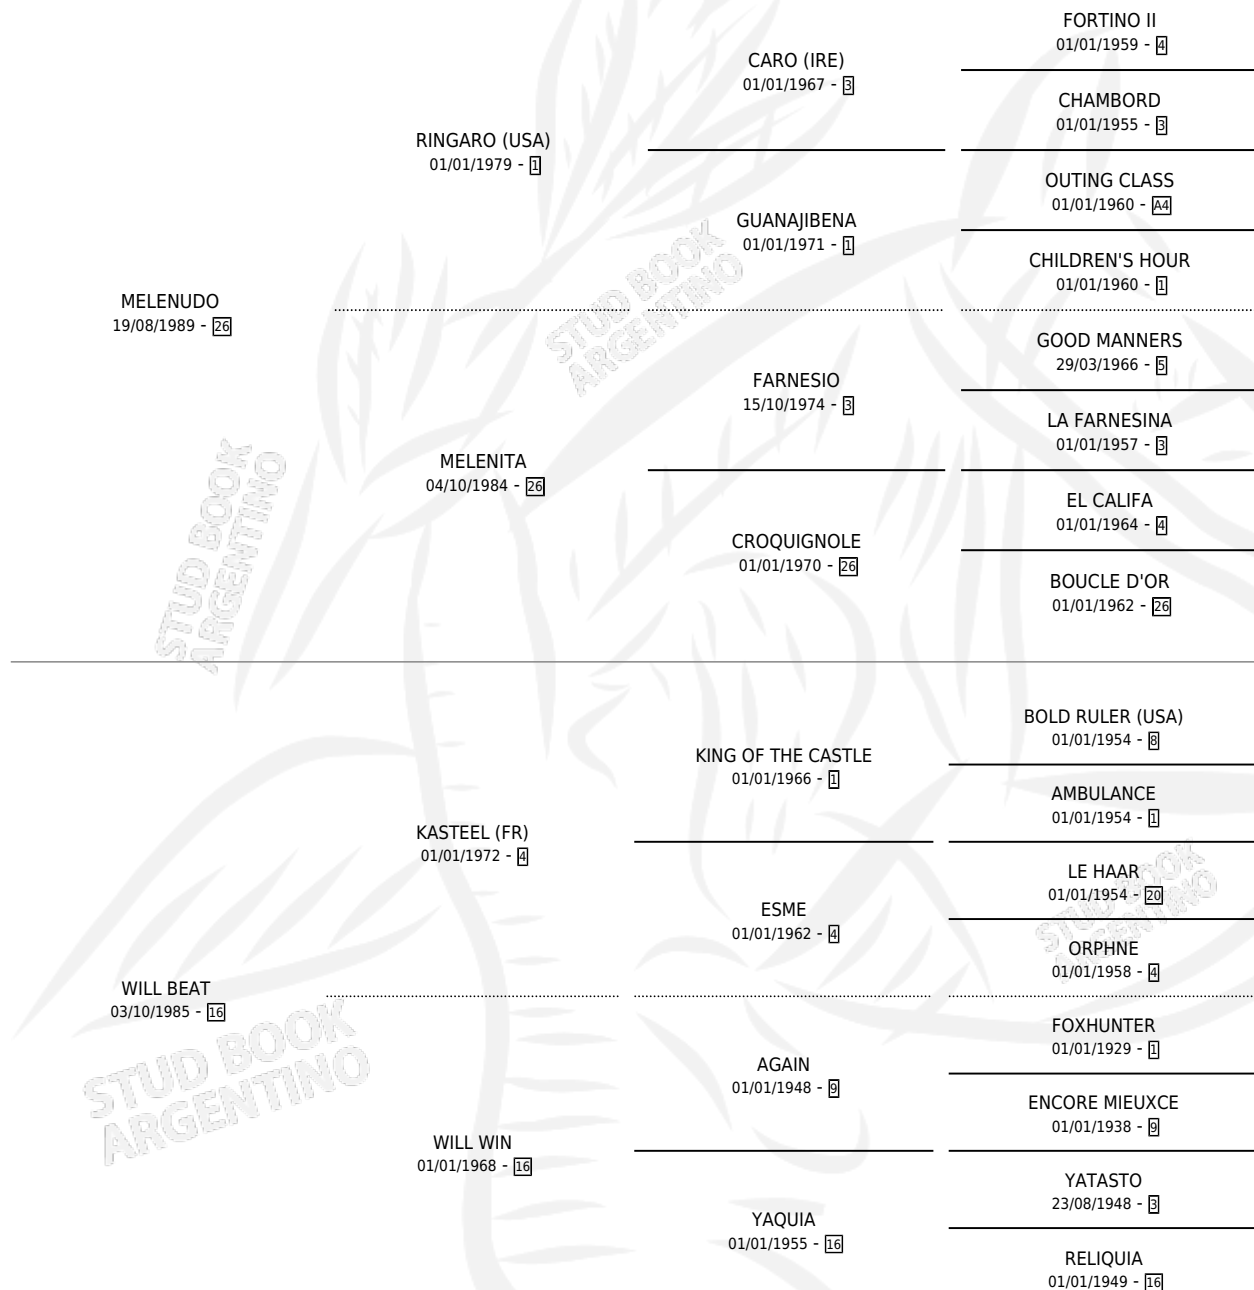 FORTINO II
01/01/1959 - 4
CARO (IRE)
01/01/1967 - 3
CHAMBORD
01/01/1955 - 3
RINGARO (USA)
01/01/1979 - 1
OUTING CLASS
01/01/1960 - A4
GUANAJIBENA
01/01/1971 - 1
CHILDREN'S HOUR
01/01/1960 - 1
MELENUDO
19/08/1989 - 26
GOOD MANNERS
29/03/1966 - 5
FARNESIO
15/10/1974 - 3
LA FARNESINA
01/01/1957 - 3
MELENITA
04/10/1984 - 26
EL CALIFA
01/01/1964 - 4
CROQUIGNOLE
01/01/1970 - 26
BOUCLE D'OR
01/01/1962 - 26
BOLD RULER (USA)
01/01/1954 - 8
KING OF THE CASTLE
01/01/1966 - 1
AMBULANCE
01/01/1954 - 1
KASTEEL (FR)
01/01/1972 - 4
LE HAAR
01/01/1954 - 20
ESME
01/01/1962 - 4
ORPHNE
01/01/1958 - 4
WILL BEAT
03/10/1985 - 16
FOXHUNTER
01/01/1929 - 1
AGAIN
01/01/1948 - 9
ENCORE MIEUXCE
01/01/1938 - 9
WILL WIN
01/01/1968 - 16
YATASTO
23/08/1948 - 3
YAQUIA
01/01/1955 - 16
RELIQUIA
01/01/1949 - 16
STUD BOOK
ARGENTINO
STUD BOOK
ARGENTINO
STUD BOOK
ARGENTINO
STUD BOOK
ARGENTINO